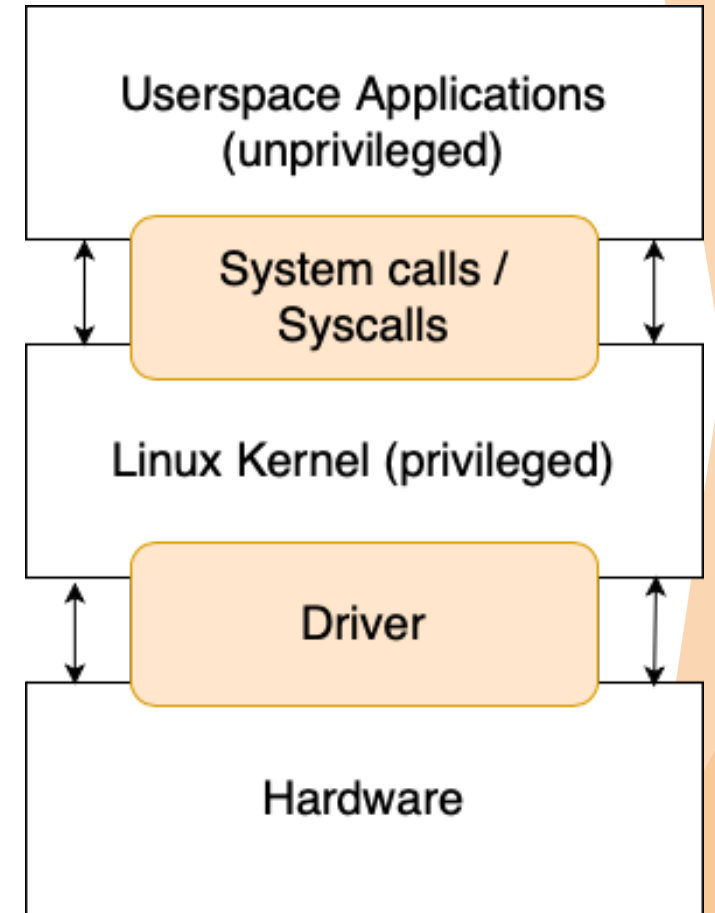 Userspace Applications
(unprivileged)
System calls /
Syscalls
Linux Kernel (privileged)
Driver
Hardware